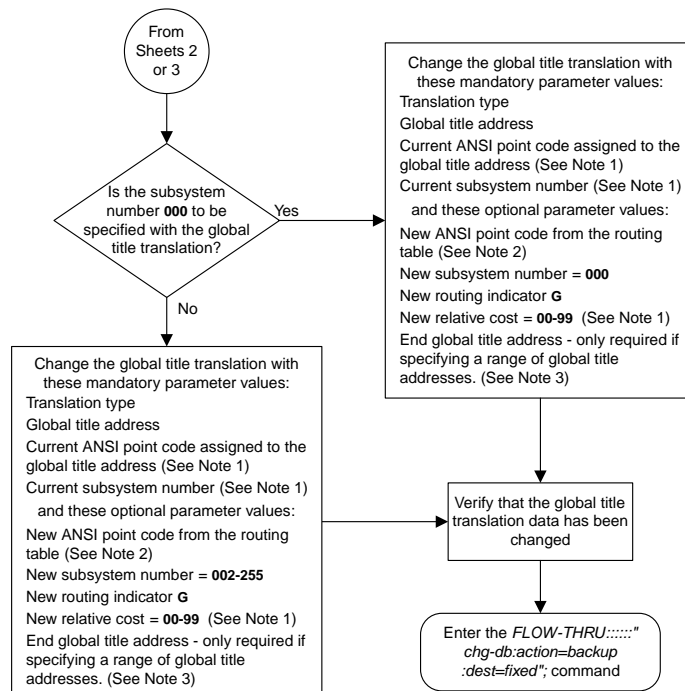 From
Sheets 2
or 3
Is the subsystem
number 000 to be
specified with the global
title translation?
Yes
No
Change the global title translation with
these mandatory parameter values:
Translation type
Global title address
Current ANSI point code assigned to the
global title address (See Note 1)
Current subsystem number (See Note 1)
and these optional parameter values:
New ANSI point code from the routing
table (See Note 2)
New subsystem number = 000
New routing indicator G
New relative cost = 00-99 (See Note 1)
End global title address - only required if
specifying a range of global title
addresses. (See Note 3)
Change the global title translation with
these mandatory parameter values:
Translation type
Global title address
Current ANSI point code assigned to the
global title address (See Note 1)
Current subsystem number (See Note 1)
and these optional parameter values:
New ANSI point code from the routing
table (See Note 2)
New subsystem number = 002-255
New routing indicator G
New relative cost = 00-99 (See Note 1)
End global title address - only required if
specifying a range of global title
addresses. (See Note 3)
Verify that the global title
translation data has been
changed
Enter the FLOW-THRU::::::"
chg-db:action=backup
:dest=fixed"; command